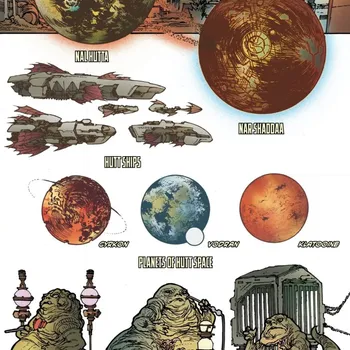 NAL HUTTA
NAR SHADDAA
HUTT SHIPS
CYRKON
VODRAN
KLATOOINE
PLANETS OF HUTT SPACE